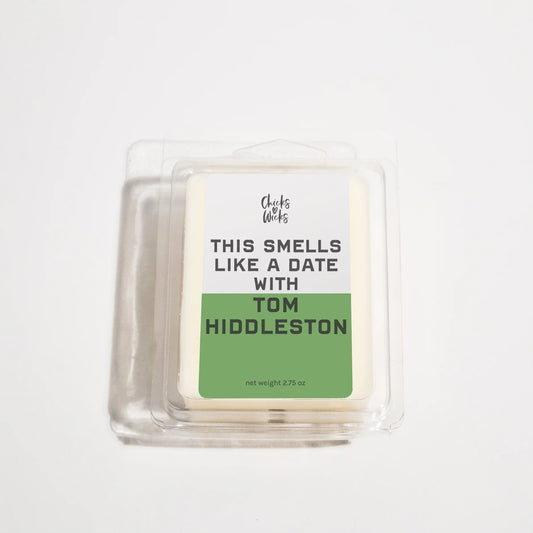 Chicks
Wicks
THIS SMELLS
LIKE A DATE
WITH
TOM
HIDDLESTON
net weight 2.75 oz